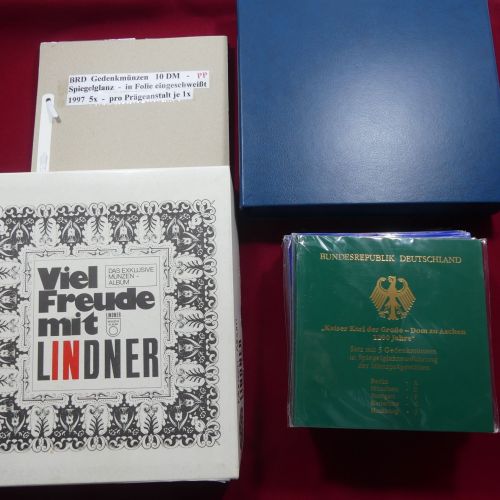 BRD Gedenkmünzen 10 DM - PP
Spiegelglanz - in Folie eingeschweißt
1997 5x - pro Prägeanstalt je 1x
Viel
Freude
mit
LINDNER
DAS EXKLUSIVE
MÜNZEN-
ALBUM
LINDNER
LINDNER
BUNDESREPUBLIK DEUTSCHLAND
„Kaiser Karl der Große – Dom zu Aachen
1200 Jahre“
Satz mit 5 Gedenkmünzen
in Spiegelglanzausführung
der Münzprägestätten
Berlin - A
München - D
Stuttgart - F
Karlsruhe - G
Hamburg - J